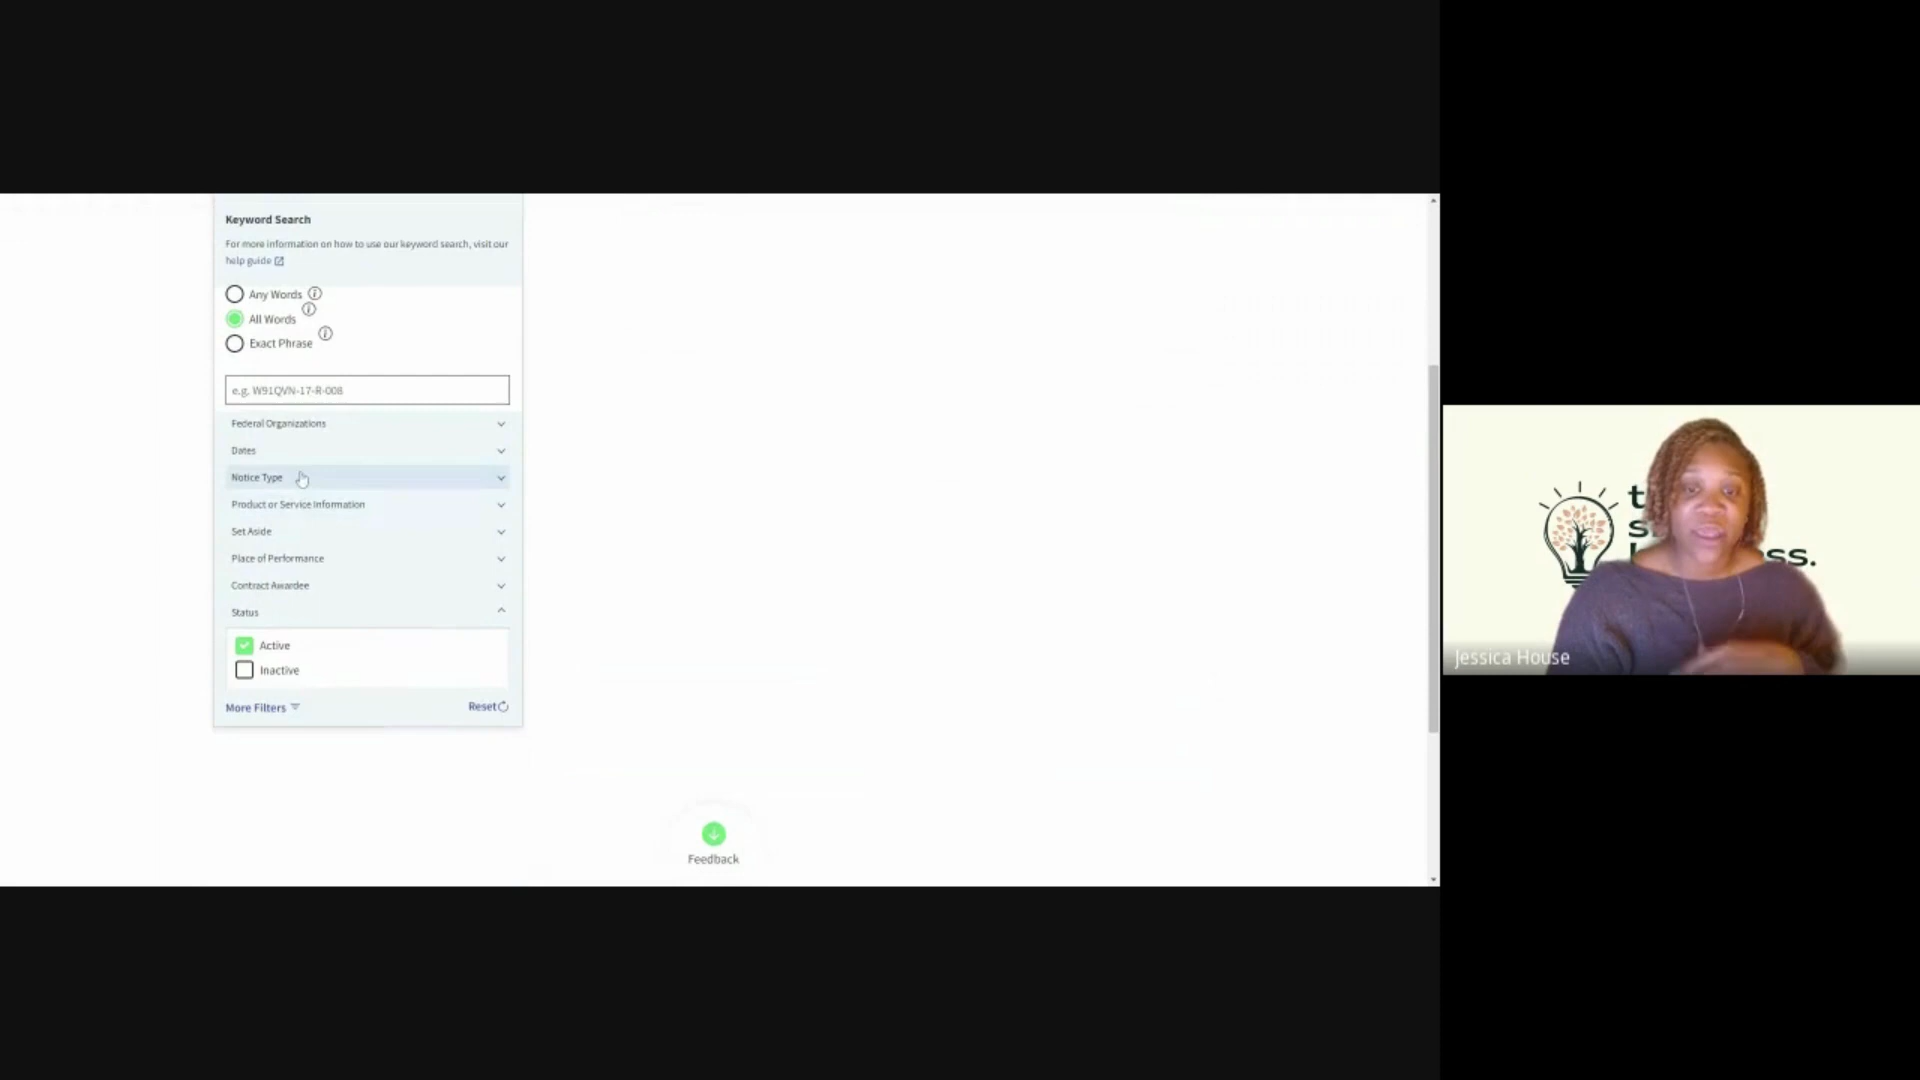 Keyword Search
For more information on how to use our keyword search, visit our
help guide
Any Words
All Words
Exact Phrase
e.g. W91QVN-17-R-008
Federal Organizations
Dates
Notice Type
Product or Service Information
Set Aside
Place of Performance
Contract Awardee
Status
Active
Inactive
More Filters
Reset
Feedback
Jessica House